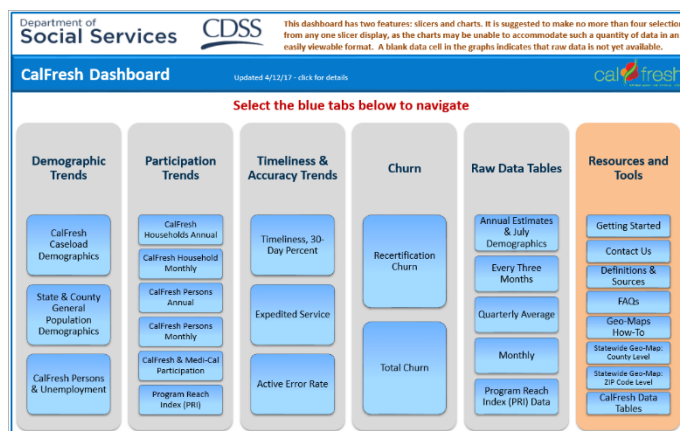 Department of
Social Services
CDSS
This dashboard has two features: slicers and charts. It is suggested to make no more than four selection
from any one slicer display, as the charts may be unable to accommodate such a quantity of data in an
easily viewable format. A blank data cell in the graphs indicates that raw data is not yet available.
CalFresh Dashboard
Updated 4/12/17 - click for details
cal fresh
Select the blue tabs below to navigate
Demographic
Trends
CalFresh
Caseload
Demographics
State & County
General
Population
Demographics
CalFresh Persons
& Unemployment
Participation
Trends
CalFresh
Households Annual
CalFresh Household
Monthly
CalFresh Persons
Annual
CalFresh Persons
Monthly
CalFresh & Medi-Cal
Participation
Program Reach
Index (PRI)
Timeliness &
Accuracy Trends
Timeliness, 30-
Day Percent
Expedited Service
Active Error Rate
Churn
Recertification
Churn
Total Churn
Raw Data Tables
Annual Estimates
& July
Demographics
Every Three
Months
Quarterly Average
Monthly
Program Reach
Index (PRI) Data
Resources and
Tools
Getting Started
Contact Us
Definitions &
Sources
FAQs
Geo-Maps
How-To
Statewide Geo-Map:
County Level
Statewide Geo-Map:
ZIP Code Level
CalFresh Data
Tables